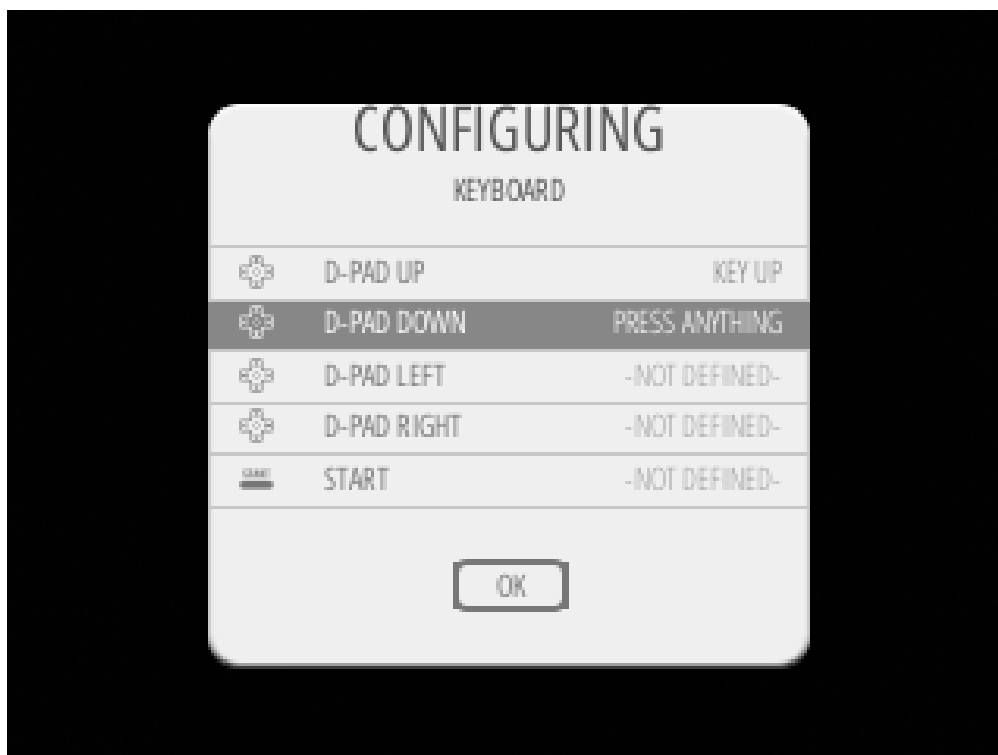 CONFIGURING
KEYBOARD
D-PAD UP KEY UP
D-PAD DOWN PRESS ANYTHING
D-PAD LEFT -NOT DEFINED-
D-PAD RIGHT -NOT DEFINED-
START START -NOT DEFINED-
OK